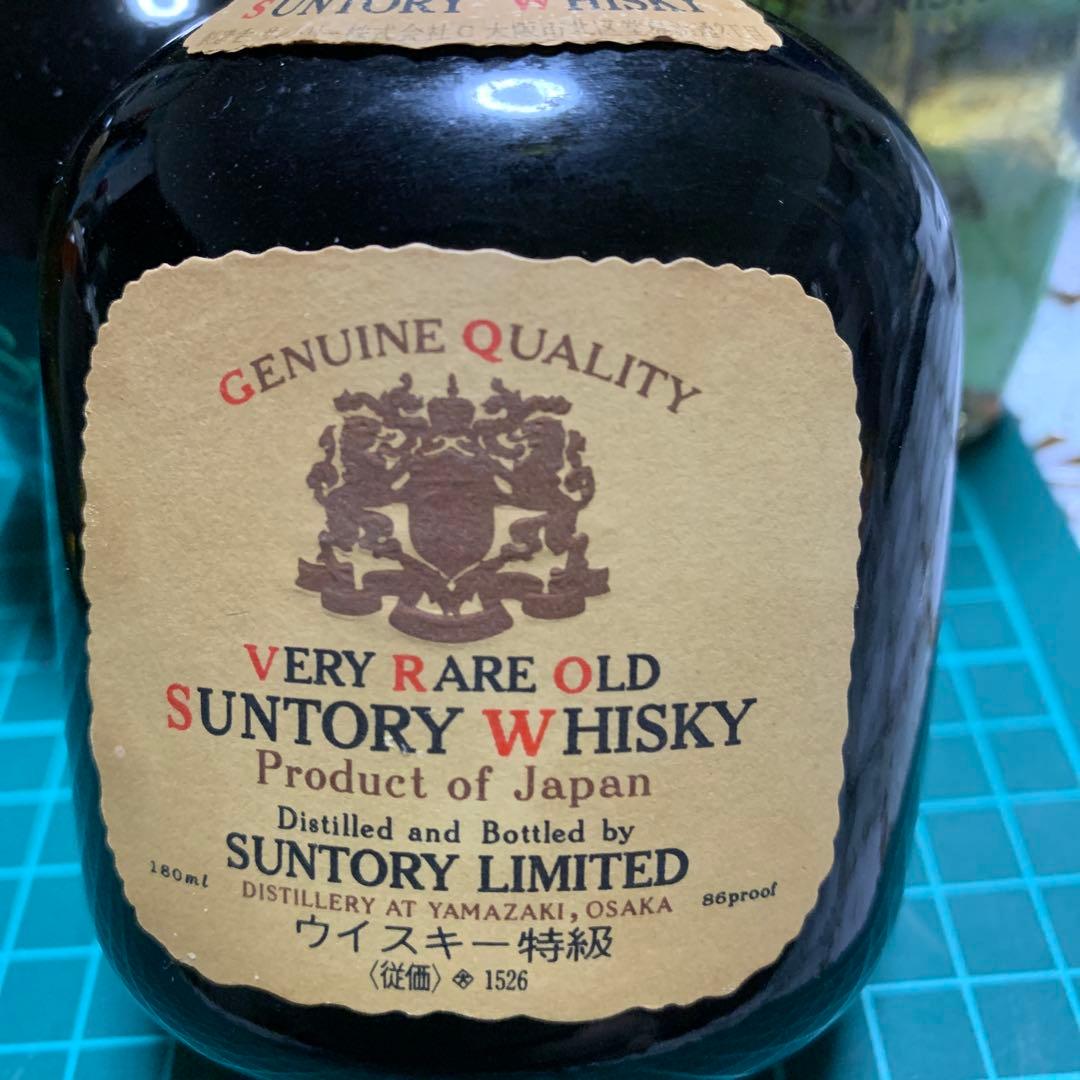 SUNTORY WHISKY
GENUINE QUALITY
VERY RARE OLD
SUNTORY WHISKY
Product of Japan
Distilled and Bottled by
SUNTORY LIMITED
180ml
86proof
DISTILLERY AT YAMAZAKI, OSAKA
ウイスキー特級
〈従価〉 1526